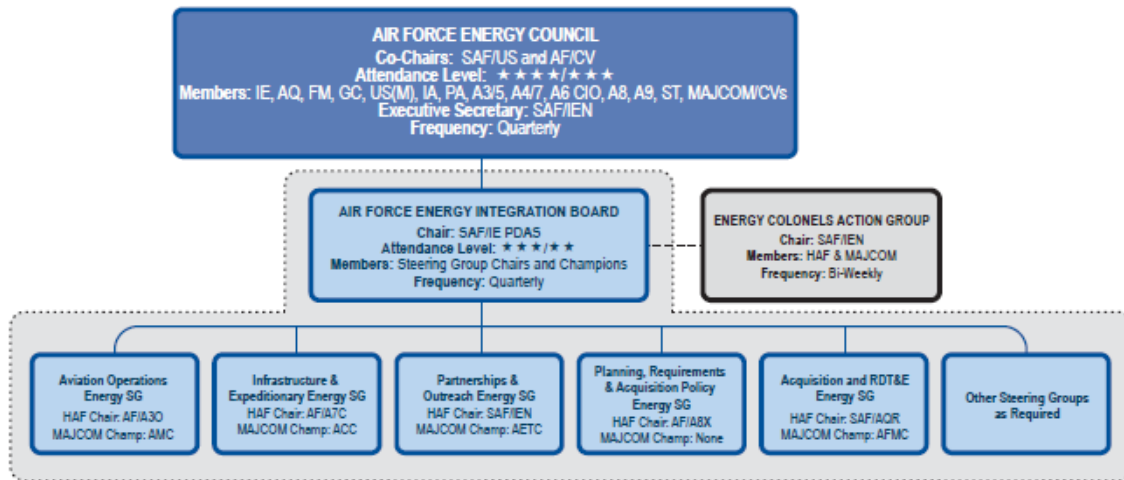 AIR FORCE ENERGY COUNCIL
Co-Chairs: SAF/US and AF/CV
Attendance Level: ★★★★/★★★
Members: IE, AQ, FM, GC, US(M), IA, PA, A3/5, A4/7, A6 CIO, A8, A9, ST, MAJCOM/CVs
Executive Secretary: SAF/IEN
Frequency: Quarterly
AIR FORCE ENERGY INTEGRATION BOARD
Chair: SAF/IE PDAS
Attendance Level: ★★★/★★
Members: Steering Group Chairs and Champions
Frequency: Quarterly
ENERGY COLONELS ACTION GROUP
Chair: SAF/IEN
Members: HAF & MAJCOM
Frequency: Bi-Weekly
Aviation Operations
Energy SG
HAF Chair: AF/A3O
MAJCOM Champ: AMC
Infrastructure &
Expeditionary Energy SG
HAF Chair: AF/A7C
MAJCOM Champ: ACC
Partnerships &
Outreach Energy SG
HAF Chair: SAF/IEN
MAJCOM Champ: AETC
Planning, Requirements
& Acquisition Policy
Energy SG
HAF Chair: AF/A8X
MAJCOM Champ: None
Acquisition and RDT&E
Energy SG
HAF Chair: SAF/AQR
MAJCOM Champ: AFMC
Other Steering Groups
as Required